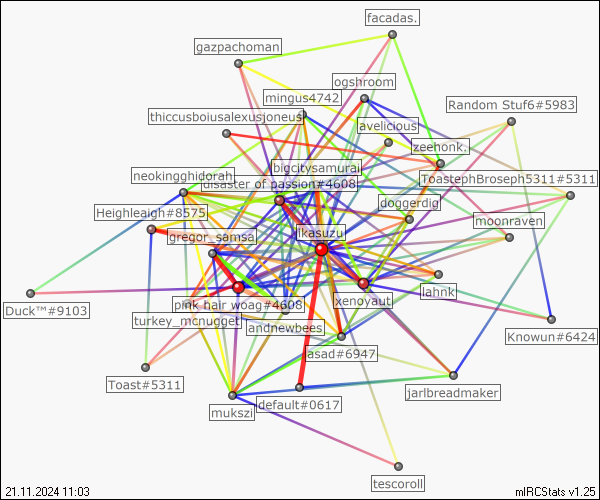 facadas.
gazpachoman
ogshroom
mingus4742
Random Stuf6#5983
thiccusboiusalexusjoneus
avelicious
zeehonk.
bigcitysamurai
neokingghidorah
ToastephBroseph5311#5311
disaster of passion#4608
doggerdig
Heighleagh#8575
moonraven
ikasuzu
gregor_samsa
lahnk
xenoyaut
pink hair woag#4608
Duck™#9103
turkey_mcnugget
andnewbees
Knowun#6424
asad#6947
Toast#5311
jarlbreadmaker
default#0617
mukszi
tescoroll
21.11.2024 11:03
mIRCStats v1.25